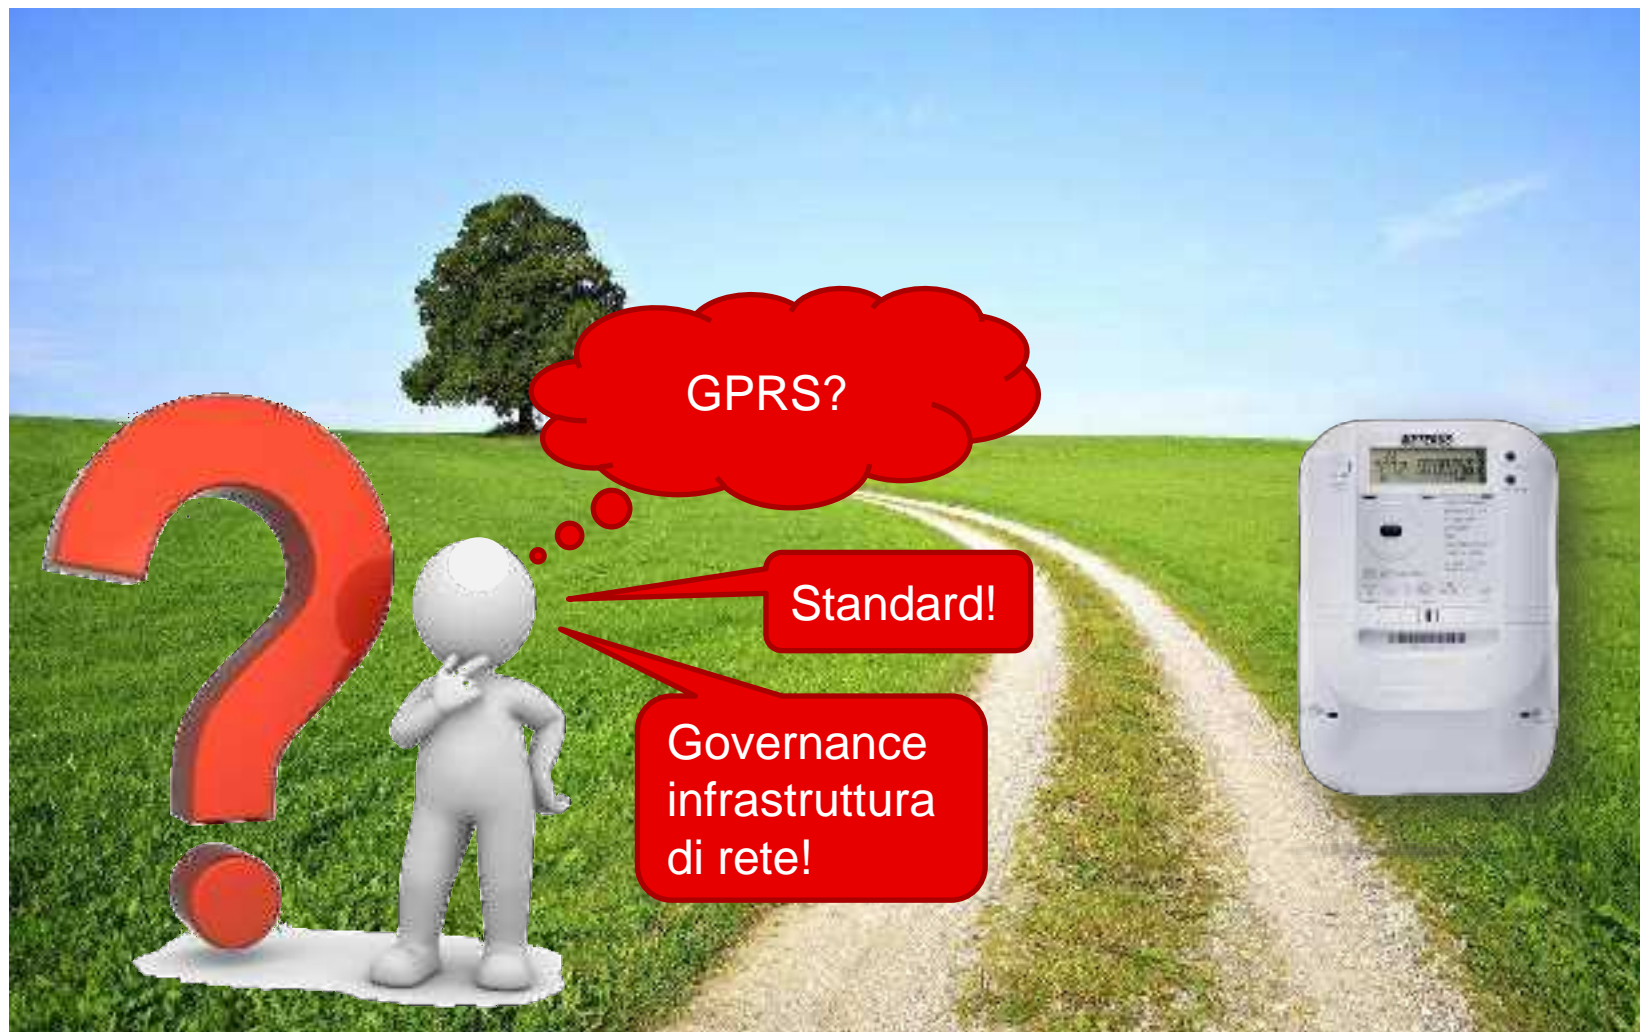 GPRS?
Standard!
Governance
infrastruttura
di rete!